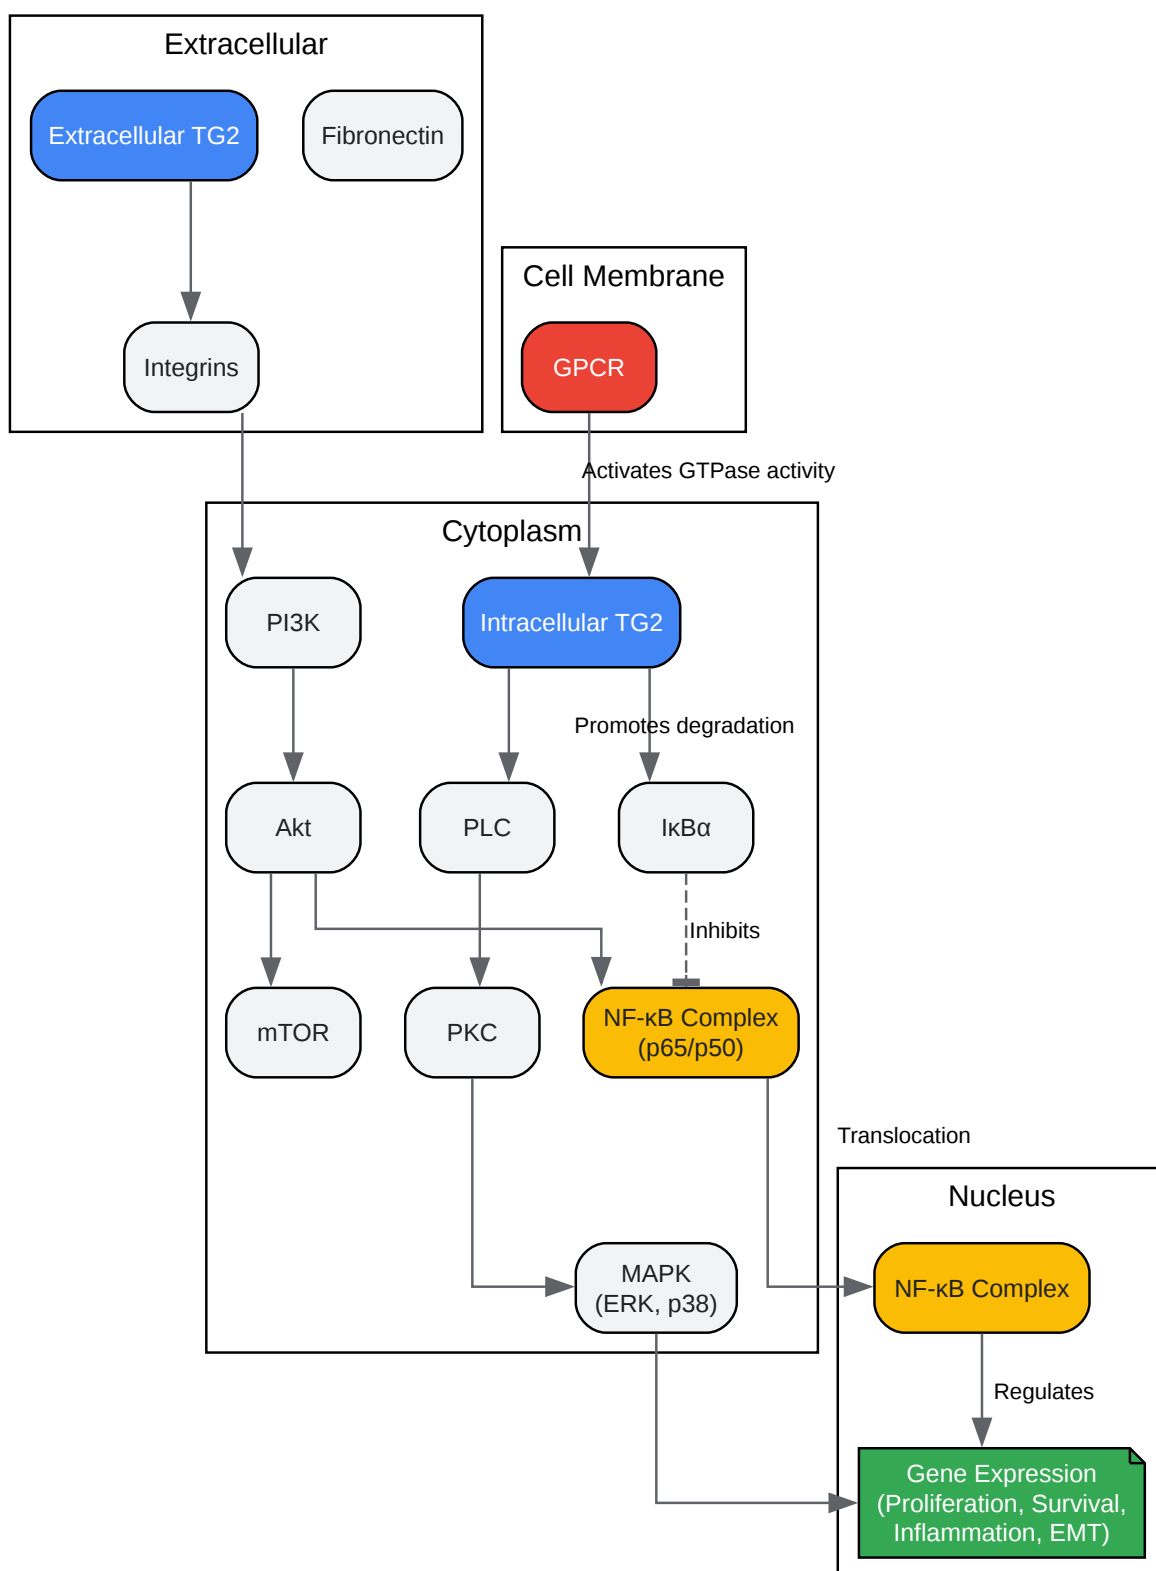 Extracellular
Extracellular TG2
Fibronectin
Integrins
Cell Membrane
GPCR
Activates GTPase activity
Cytoplasm
PI3K
Intracellular TG2
Promotes degradation
Akt
PLC
IκBα
Inhibits
mTOR
PKC
NF-κB Complex
(p65/p50)
Translocation
Nucleus
MAPK
(ERK, p38)
NF-κB Complex
Regulates
Gene Expression
(Proliferation, Survival,
Inflammation, EMT)